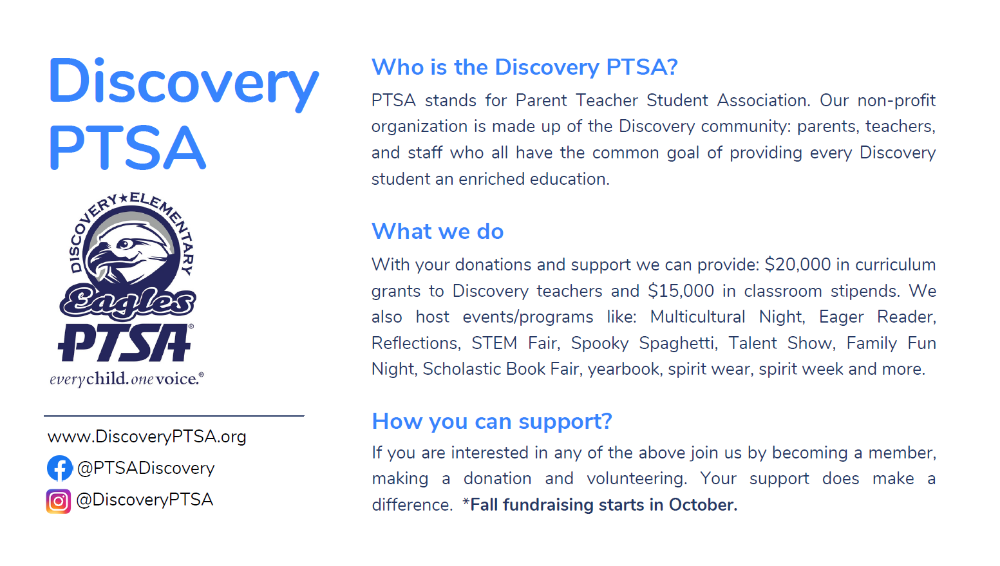 Discovery
PTSA
DISCOVERY★ELEMENTARY
Eagles
PTSA®
everychild.onevoice.®
www.DiscoveryPTSA.org
@PTSADiscovery
@DiscoveryPTSA
Who is the Discovery PTSA?
PTSA stands for Parent Teacher Student Association. Our non-profit
organization is made up of the Discovery community: parents, teachers,
and staff who all have the common goal of providing every Discovery
student an enriched education.
What we do
With your donations and support we can provide: $20,000 in curriculum
grants to Discovery teachers and $15,000 in classroom stipends. We
also host events/programs like: Multicultural Night, Eager Reader,
Reflections, STEM Fair, Spooky Spaghetti, Talent Show, Family Fun
Night, Scholastic Book Fair, yearbook, spirit wear, spirit week and more.
How you can support?
If you are interested in any of the above join us by becoming a member,
making a donation and volunteering. Your support does make a
difference. *Fall fundraising starts in October.